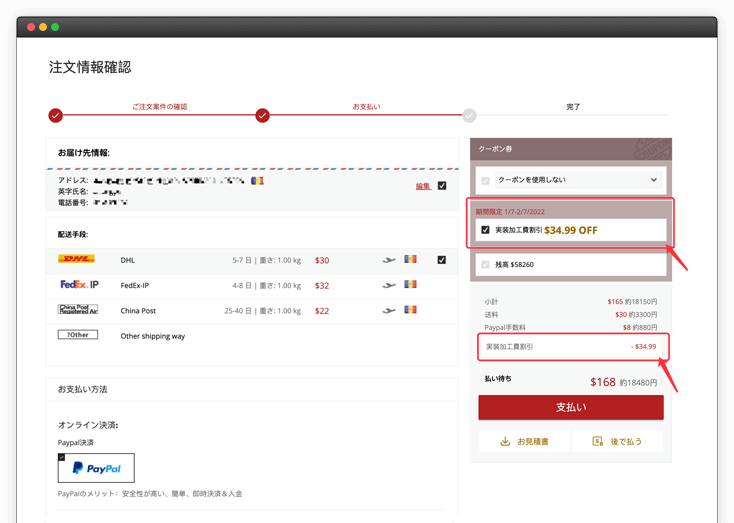 注文情報確認
ご注文案件の確認
お支払い
完了
お届け先情報:
アドレス:
英字氏名:
電話番号:
編集
配送手段:
DHL DHL 5-7 日 | 重さ: 1.00 kg $30
FedEx. IP FedEx-IP 4-8 日 | 重さ: 1.00 kg $32
China Post Registered Air China Post 25-40 日 | 重さ: 1.00 kg $22
?Other Other shipping way
お支払い方法
オンライン決済:
Paypal決済
PayPal
PayPalのメリット: 安全性が高い、簡単、即時決済＆入金
クーポン券
クーポンを使用しない
期間限定 1/7-2/7/2022
実装加工費割引 $34.99 OFF
残高 $58260
小計 $165 約18150円
送料 $30 約3300円
Paypal手数料 $8 約880円
実装加工費割引 - $34.99
払い待ち $168 約18480円
支払い
お見積書
後で払う